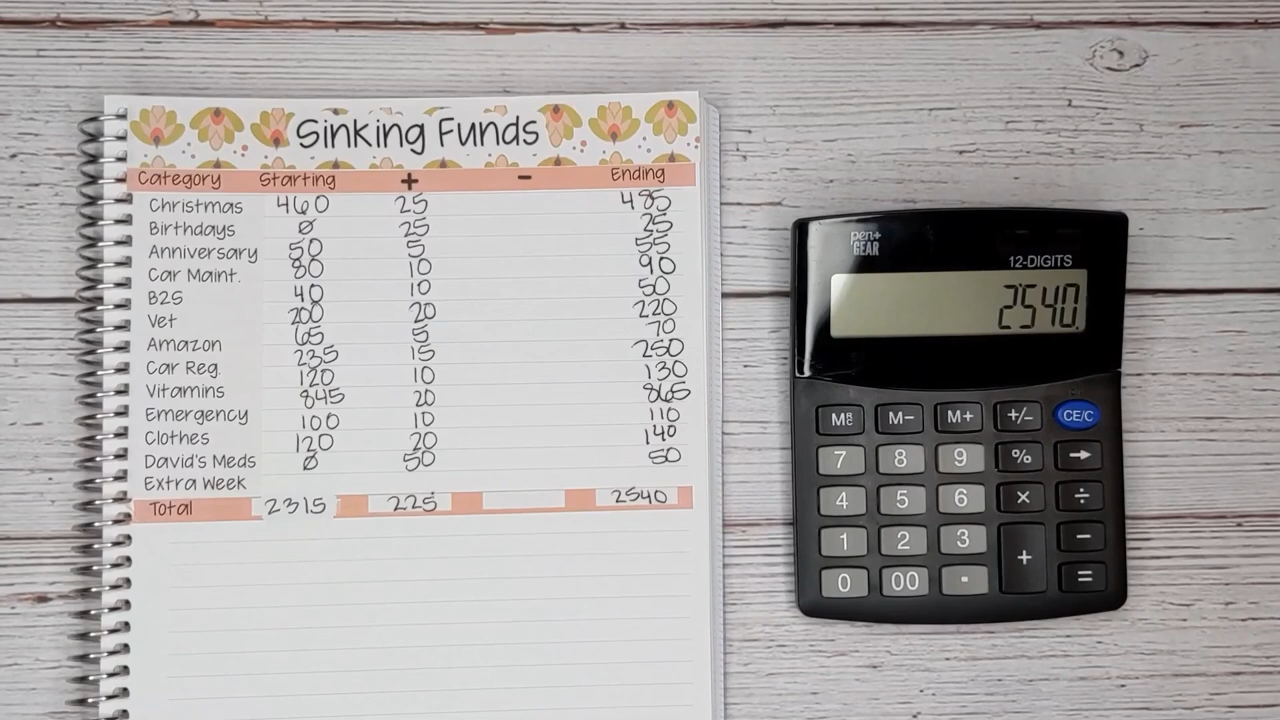 Sinking Funds
Category Starting + - Ending
Christmas 460 25 485
Birthdays Ø 25 25
Anniversary 50 5 55
Car Maint. 80 10 90
B2S 40 10 50
Vet 200 20 220
Amazon 65 5 70
Car Reg. 235 15 250
Vitamins 120 10 130
Emergency 845 20 865
Clothes 100 10 110
David's Meds 120 20 140
Extra Week Ø 50 50
Total 2315 225 2540
pen+
GEAR
12-DIGITS
2540.
MRC M- M+ +/- CE/C
7 8 9 % →
4 5 6 × ÷
1 2 3 + -
0 00 . =